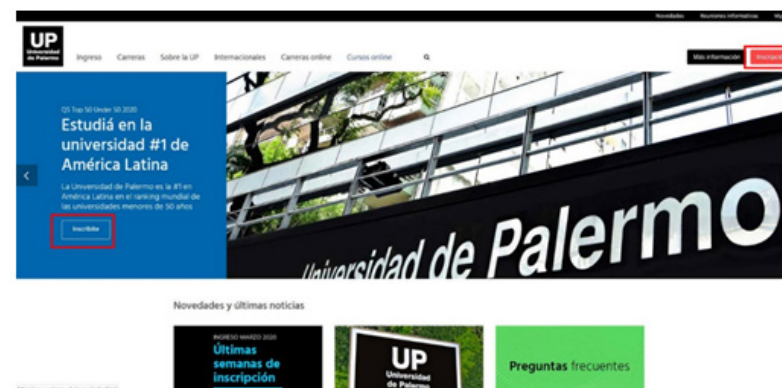 Novedades Reuniones informativas
UP
Universidad
de Palermo
Ingreso Carreras Sobre la UP Internacionales Carreras online Cursos online
Más información
QS Top 50 Under 50 2020
Estudiá en la
universidad #1 de
América Latina
La Universidad de Palermo es la #1 en
América Latina en el ranking mundial de
las universidades menores de 50 años
Inscribite
Universidad de Palermo
Novedades y últimas noticias
INGRESO MARZO 2020
Últimas
semanas de
inscripción
UP
Universidad
de Palermo
Preguntas frecuentes